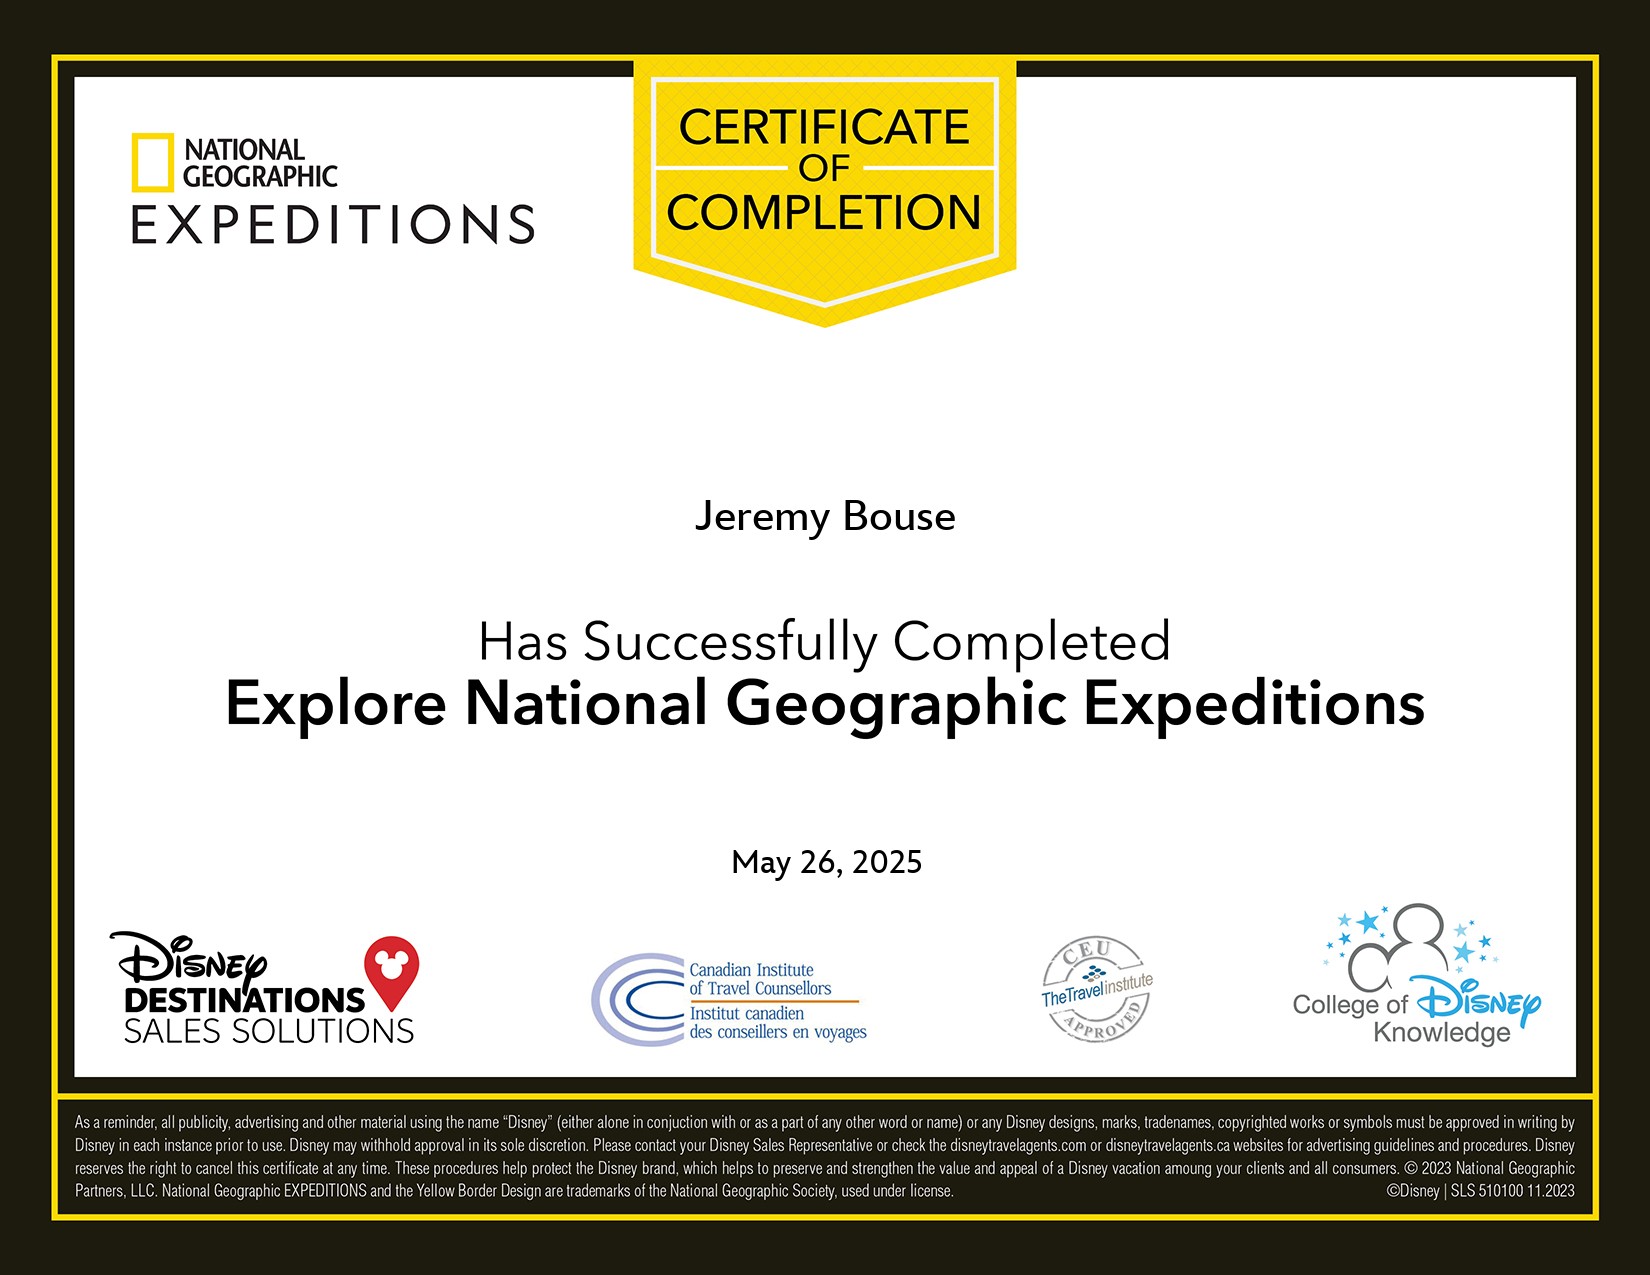 NATIONAL
GEOGRAPHIC
EXPEDITIONS
CERTIFICATE
OF
COMPLETION
Jeremy Bouse
Has Successfully Completed
Explore National Geographic Expeditions
May 26, 2025
Disney
DESTINATIONS
SALES SOLUTIONS
Canadian Institute
of Travel Counsellors
Institut canadien
des conseillers en voyages
CEU
TheTravelinstitute
APPROVED
College of Disney
Knowledge
As a reminder, all publicity, advertising and other material using the name “Disney” (either alone in conjuction with or as a part of any other word or name) or any Disney designs, marks, tradenames, copyrighted works or symbols must be approved in writing by
Disney in each instance prior to use. Disney may withhold approval in its sole discretion. Please contact your Disney Sales Representative or check the disneytravelagents.com or disneytravelagents.ca websites for advertising guidelines and procedures. Disney
reserves the right to cancel this certificate at any time. These procedures help protect the Disney brand, which helps to preserve and strengthen the value and appeal of a Disney vacation amoung your clients and all consumers. © 2023 National Geographic
Partners, LLC. National Geographic EXPEDITIONS and the Yellow Border Design are trademarks of the National Geographic Society, used under license.
©Disney | SLS 510100 11.2023